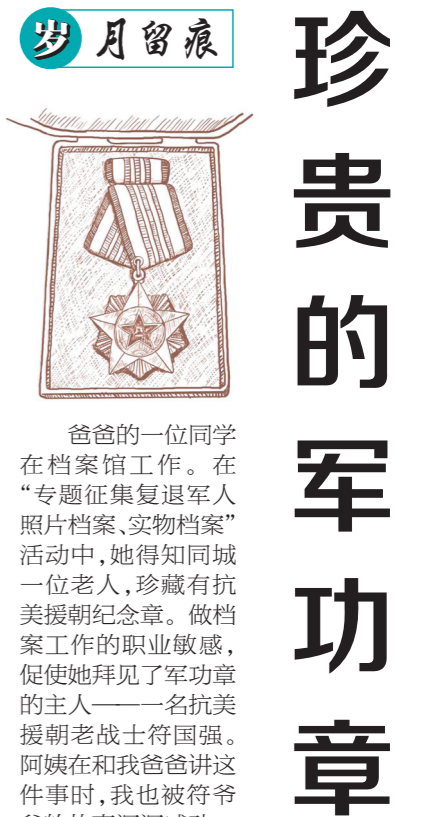 岁月留痕
珍贵的军功章
爸爸的一位同学
在档案馆工作。在
“专题征集复退军人
照片档案、实物档案”
活动中,她得知同城
一位老人,珍藏有抗
美援朝纪念章。做档
案工作的职业敏感,
促使她拜见了军功章
的主人——一名抗美
援朝老战士符国强。
阿姨在和我爸爸讲这
件事时,我也被符爷